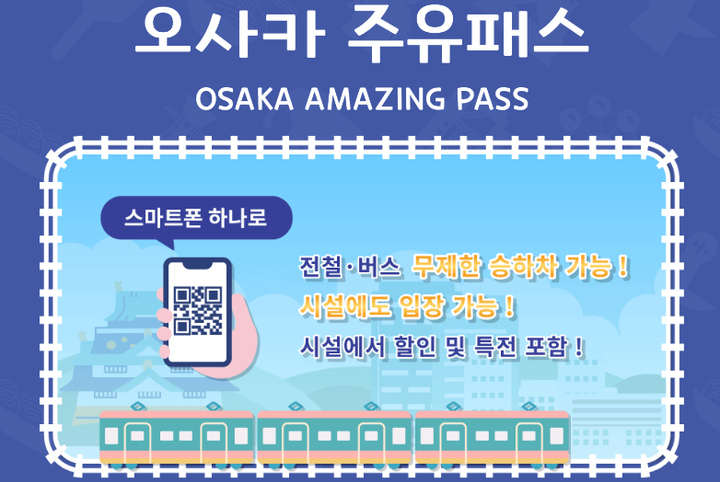 오사카 주유패스
OSAKA AMAZING PASS
스마트폰 하나로
전철·버스 무제한 승하차 가능 !
시설에도 입장 가능 !
시설에서 할인 및 특전 포함 !